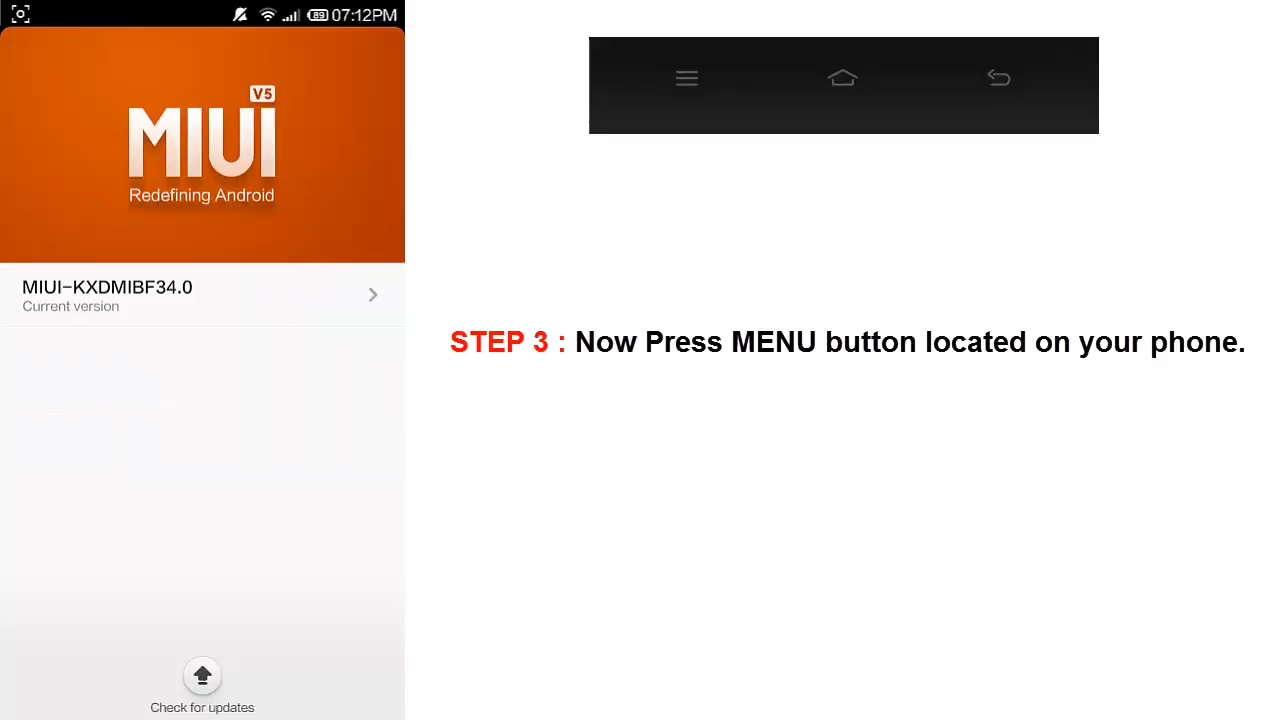 89 07:12PM
V5
MIUI
Redefining Android
MIUI-KXDMIBF34.0
Current version
STEP 3 : Now Press MENU button located on your phone.
Check for updates